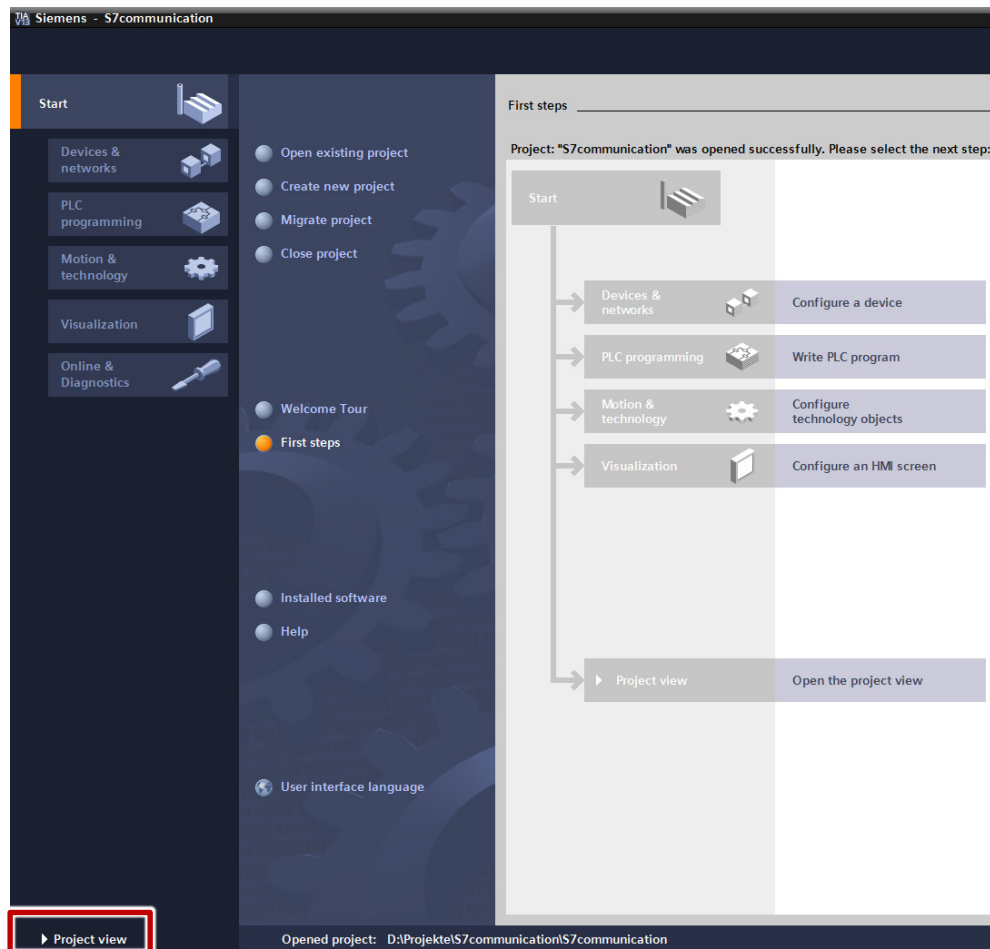 TIA V13 Siemens - S7communication
Start
Devices &
networks
PLC
programming
Motion &
technology
Visualization
Online &
Diagnostics
Project view
Open existing project
Create new project
Migrate project
Close project
Welcome Tour
First steps
Installed software
Help
User interface language
First steps
Project: "S7communication" was opened successfully. Please select the next step:
Start
Devices &
networks
Configure a device
PLC programming
Write PLC program
Motion &
technology
Configure
technology objects
Visualization
Configure an HMI screen
Project view
Open the project view
Opened project: D:\Projekte\S7communication\S7communication